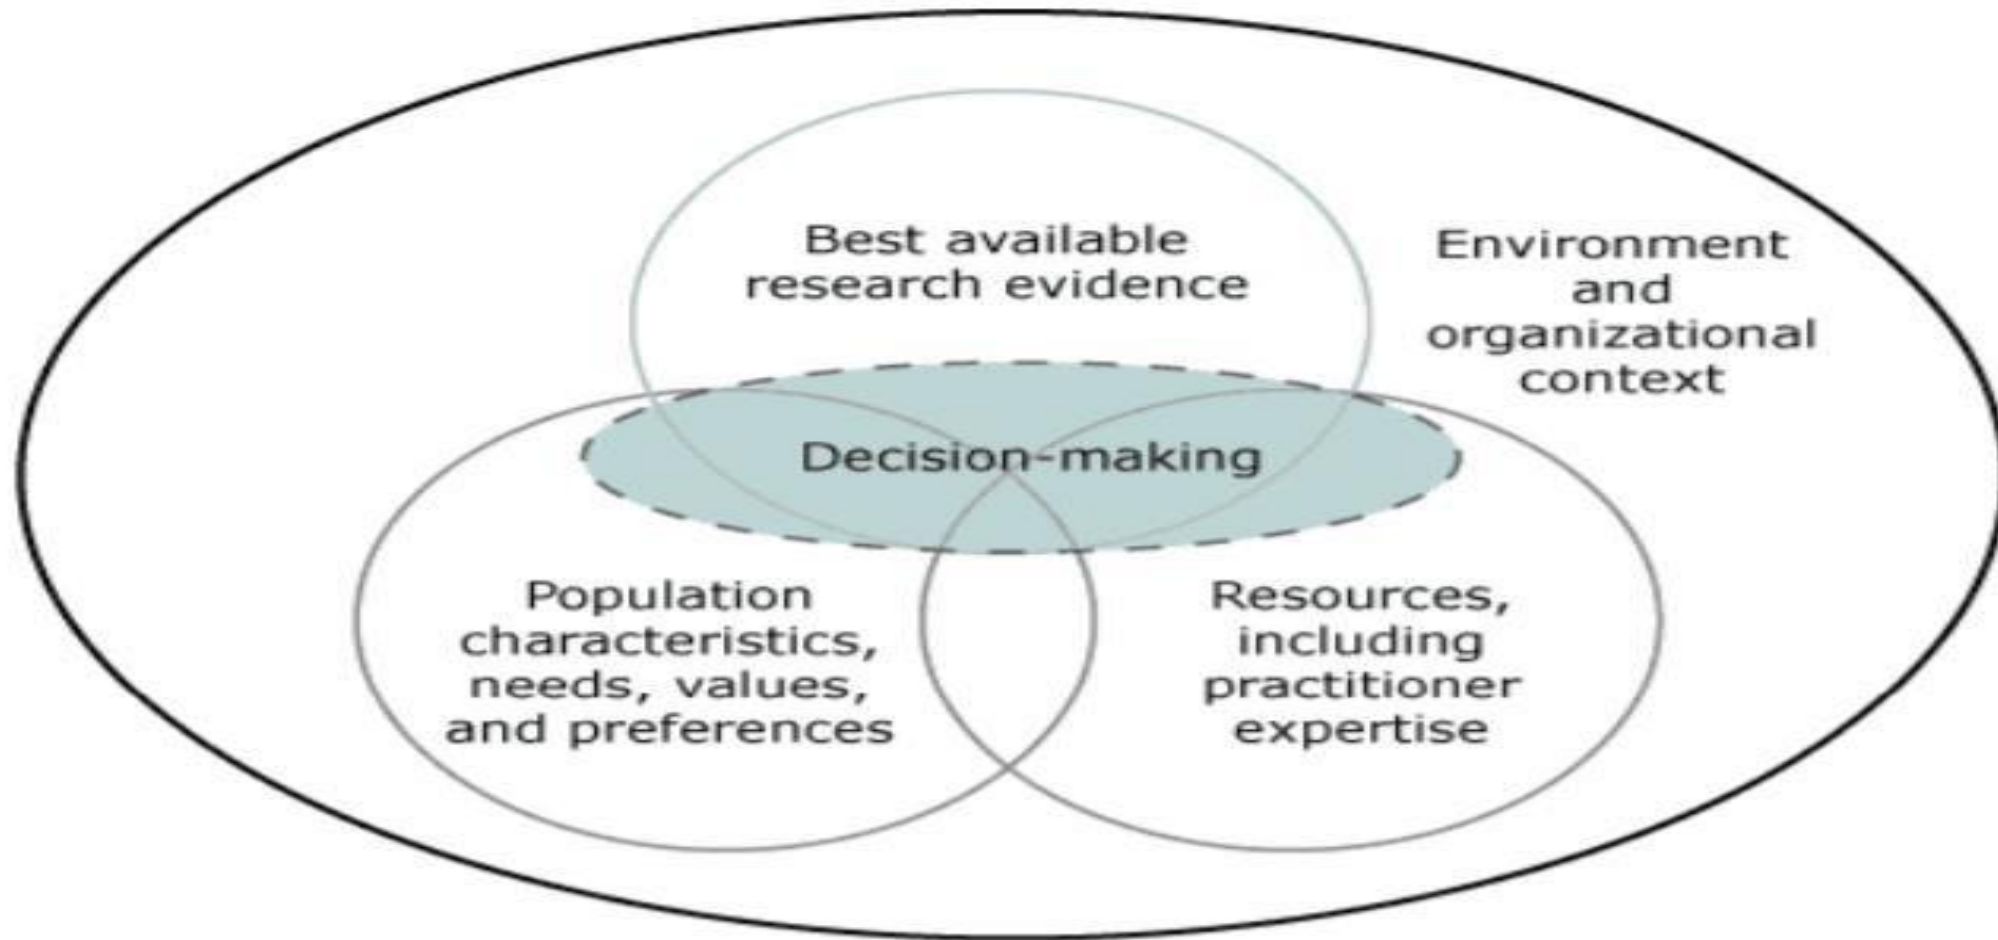 Best available
research evidence
Environment
and
organizational
context
Decision-making
Population
characteristics,
needs, values,
and preferences
Resources,
including
practitioner
expertise